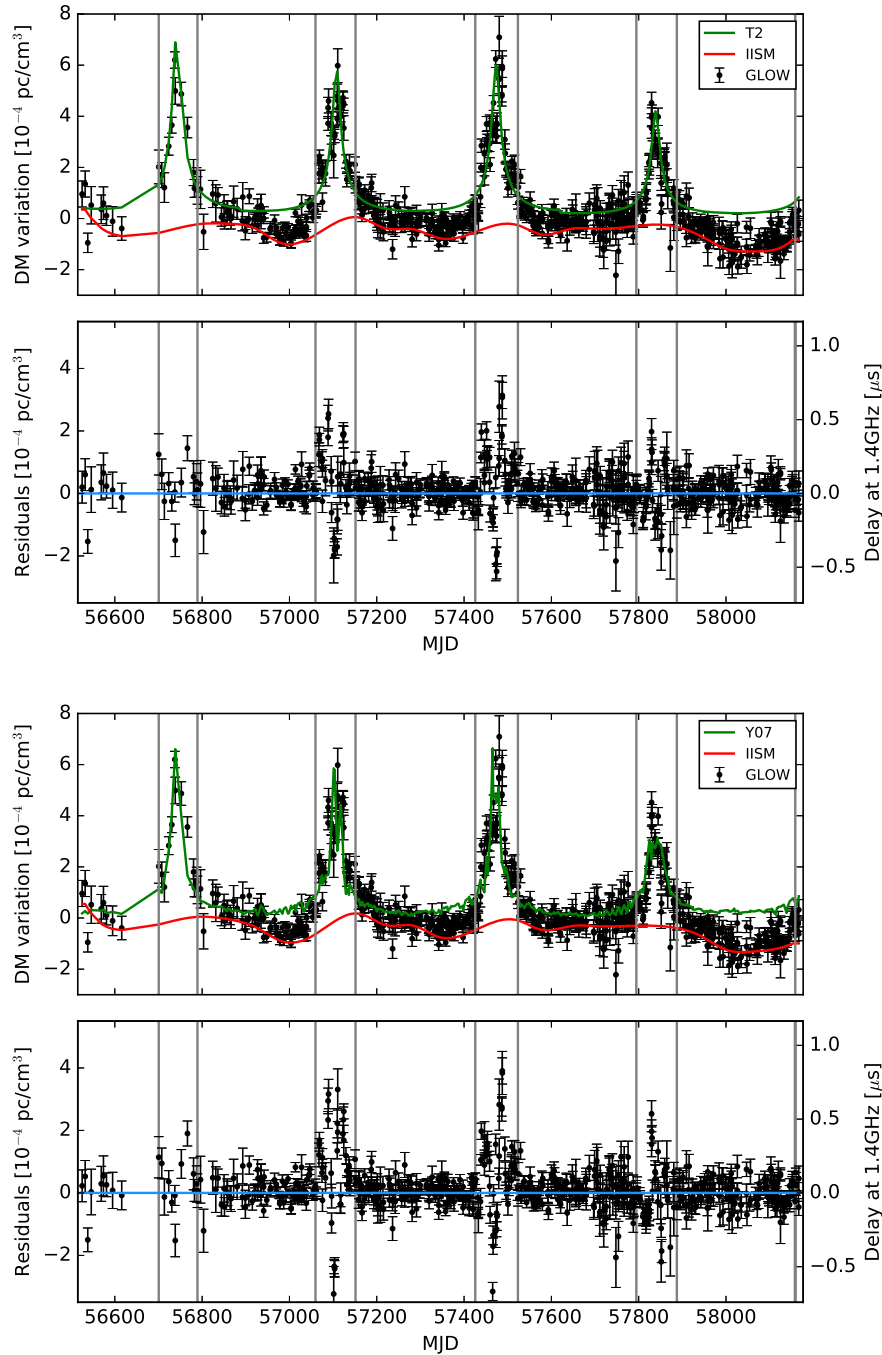 8
6
4
2
0
−2
DM variation [10⁻⁴ pc/cm³]
T2
IISM
GLOW
4
2
0
−2
Residuals [10⁻⁴ pc/cm³]
1.0
0.5
0.0
−0.5
Delay at 1.4GHz [μs]
56600 56800 57000 57200 57400 57600 57800 58000
MJD
8
6
4
2
0
−2
DM variation [10⁻⁴ pc/cm³]
Y07
IISM
GLOW
4
2
0
−2
Residuals [10⁻⁴ pc/cm³]
1.0
0.5
0.0
−0.5
Delay at 1.4GHz [μs]
56600 56800 57000 57200 57400 57600 57800 58000
MJD